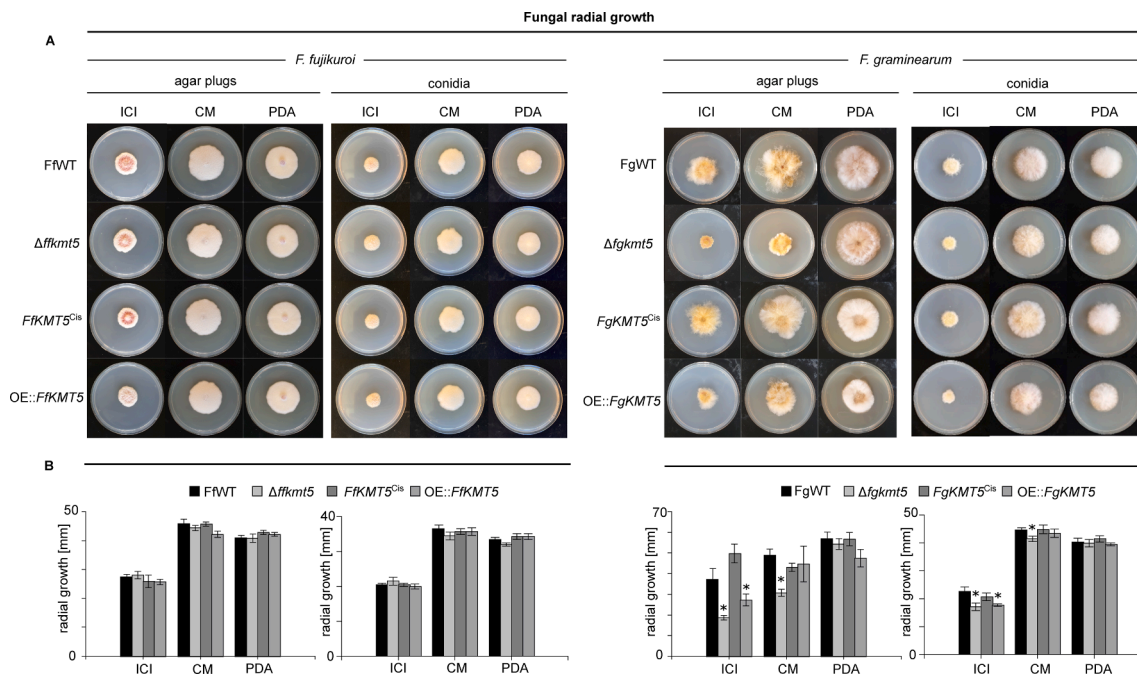 Fungal radial growth
A
F. fujikuroi
F. graminearum
agar plugs
conidia
agar plugs
conidia
ICI CM PDA
ICI CM PDA
ICI CM PDA
ICI CM PDA
FfWT
FgWT
Δffkmt5
Δfgkmt5
FfKMT5Cis
FgKMT5Cis
OE::FfKMT5
OE::FgKMT5
B
FfWT Δffkmt5 FfKMT5Cis OE::FfKMT5
FgWT Δfgkmt5 FgKMT5Cis OE::FgKMT5
radial growth [mm]
50
0
ICI CM PDA
radial growth [mm]
40
0
ICI CM PDA
radial growth [mm]
70
0
* * *
ICI CM PDA
radial growth [mm]
50
0
* * *
ICI CM PDA